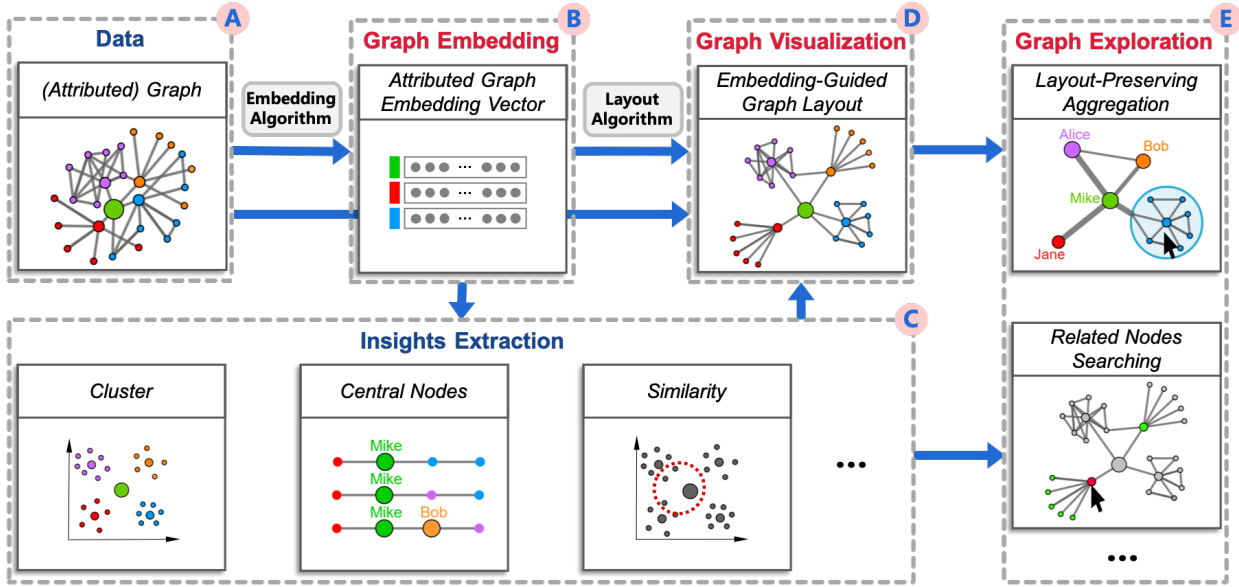 A
Data
(Attributed) Graph
Embedding
Algorithm
B
Graph Embedding
Attributed Graph
Embedding Vector
...
...
...
Layout
Algorithm
D
Graph Visualization
Embedding-Guided
Graph Layout
E
Graph Exploration
Layout-Preserving
Aggregation
Alice
Bob
Mike
Jane
Related Nodes
Searching
...
C
Insights Extraction
Cluster
Central Nodes
Mike
Mike
Mike Bob
Similarity
...